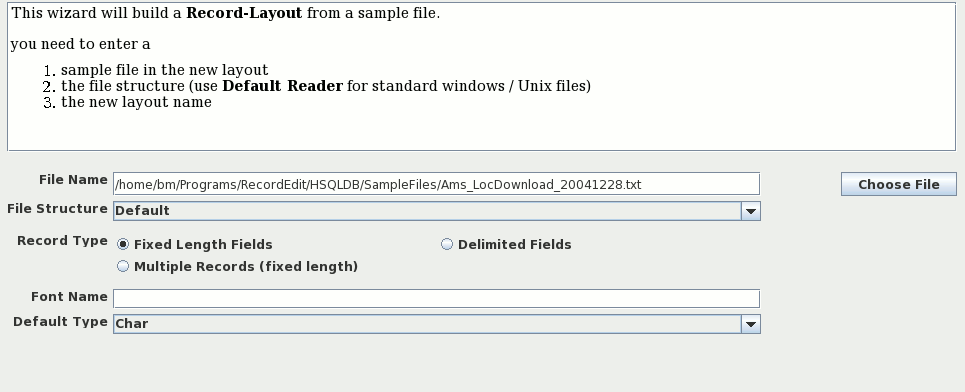 This wizard will build a Record-Layout from a sample file.
you need to enter a
1. sample file in the new layout
2. the file structure (use Default Reader for standard windows / Unix files)
3. the new layout name
File Name /home/bm/Programs/RecordEdit/HSQLDB/SampleFiles/Ams_LocDownload_20041228.txt Choose File
File Structure Default
Record Type Fixed Length Fields Delimited Fields
Multiple Records (fixed length)
Font Name
Default Type Char